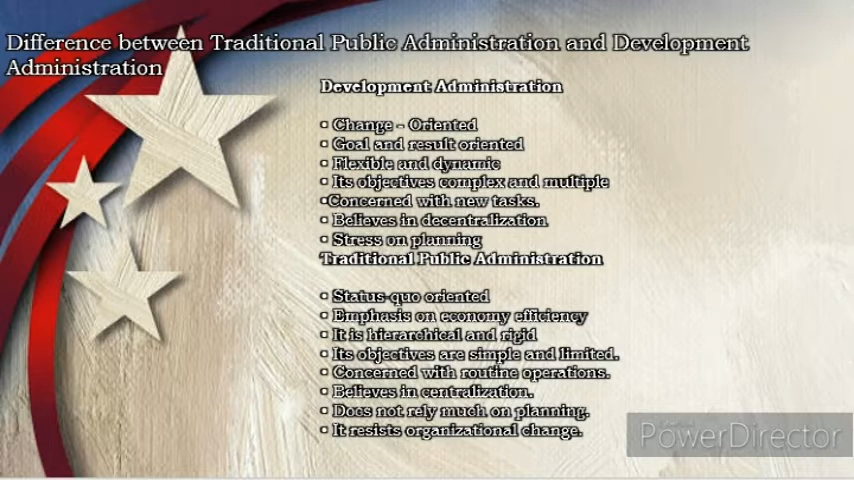 Difference between Traditional Public Administration and Development
Administration
Development Administration
• Change - Oriented
• Goal and result oriented
• Flexible and dynamic
• Its objectives complex and multiple
•Concerned with new tasks.
• Believes in decentralization
• Stress on planning
Traditional Public Administration
• Status-quo oriented
• Emphasis on economy efficiency
• It is hierarchical and rigid
• Its objectives are simple and limited.
• Concerned with routine operations.
• Believes in centralization.
• Does not rely much on planning.
• It resists organizational change.
PowerDirector